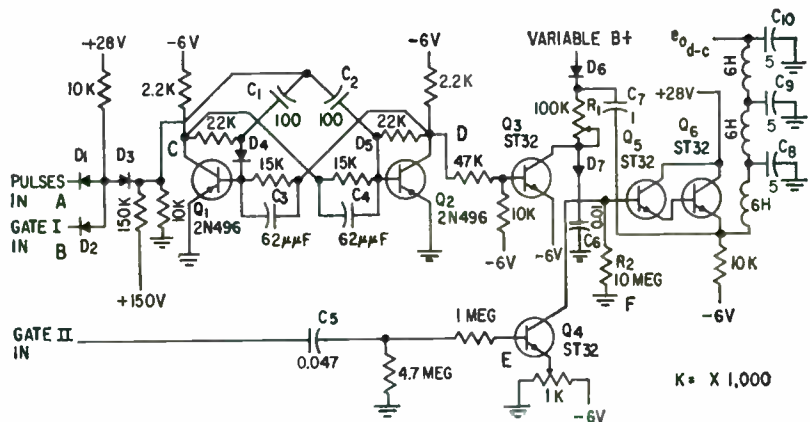 +28V
-6V
-6V
VARIABLE B+
e₀ d-c
C10
10K
2.2K
C1
C2
2.2K
D6
C7
6H
5
100
100
100K
R1
1
+28V
C9
22K
22K
D
Q3
ST32
Q5
ST32
Q6
ST32
6H
5
D1
D3
C
D4
D5
D7
C8
PULSES
IN A
15K
15K
47K
5
GATE I
IN B
D2
150K
10K
Q1
2N496
C3
C4
Q2
2N496
10K
C6
0.01
6H
62µµF
62µµF
-6V
-6V
R2
10 MEG
10K
+150V
F
-6V
GATE II
IN
C5
0.047
1 MEG
Q4
ST32
E
4.7 MEG
1K
-6V
K= X 1,000